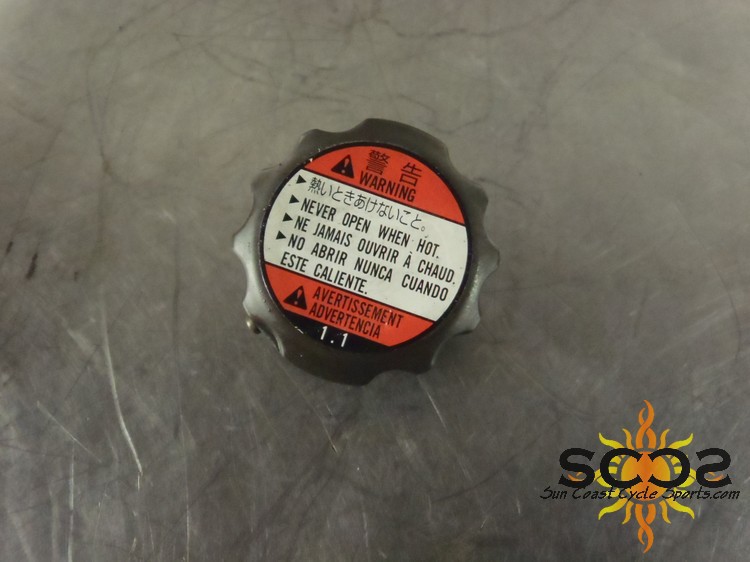 警告
WARNING
熱いときあけないこと。
NEVER OPEN WHEN HOT.
NE JAMAIS OUVRIR À CHAUD.
NO ABRIR NUNCA CUANDO
ESTE CALIENTE.
AVERTISSEMENT
ADVERTENCIA
1.1
SCCS
Sun Coast Cycle Sports.com